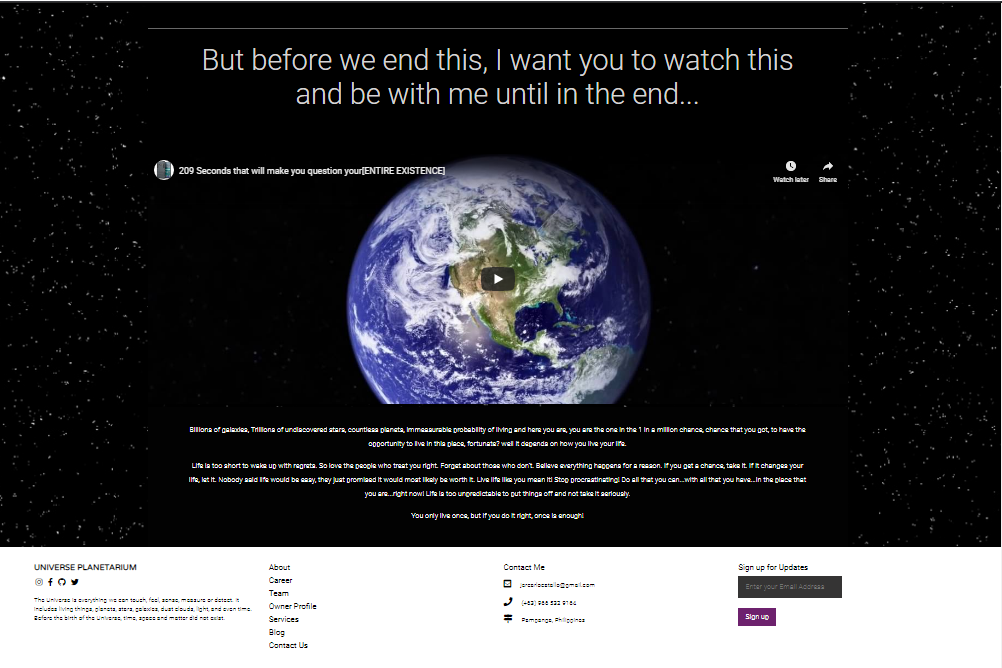 But before we end this, I want you to watch this
and be with me until in the end...
209 Seconds that will make you question your[ENTIRE EXISTENCE]
Watch later
Share
Billions of galaxies, Trillions of undiscovered stars, countless planets, immeasurable probability of living and here you are, you are the one in the 1 in a million chance, chance that you got, to have the
opportunity to live in this place, fortunate? well it depends on how you live your life.
Life is too short to wake up with regrets. So love the people who treat you right. Forget about those who don't. Believe everything happens for a reason. If you get a chance, take it. If it changes your
life, let it. Nobody said life would be easy, they just promised it would most likely be worth it. Live life like you mean it! Stop procrastinating! Do all that you can...with all that you have...in the place that
you are...right now! Life is too unpredictable to put things off and not take it seriously.
You only live once, but if you do it right, once is enough!
UNIVERSE PLANETARIUM
The Universe is everything we can touch, feel, sense, measure or detect. It
includes living things, planets, stars, galaxies, dust clouds, light, and even time.
Before the birth of the Universe, time, space and matter did not exist.
About
Career
Team
Owner Profile
Services
Blog
Contact Us
Contact Me
Pampanga, Philippines
Sign up for Updates
Enter your Email Address
Sign up